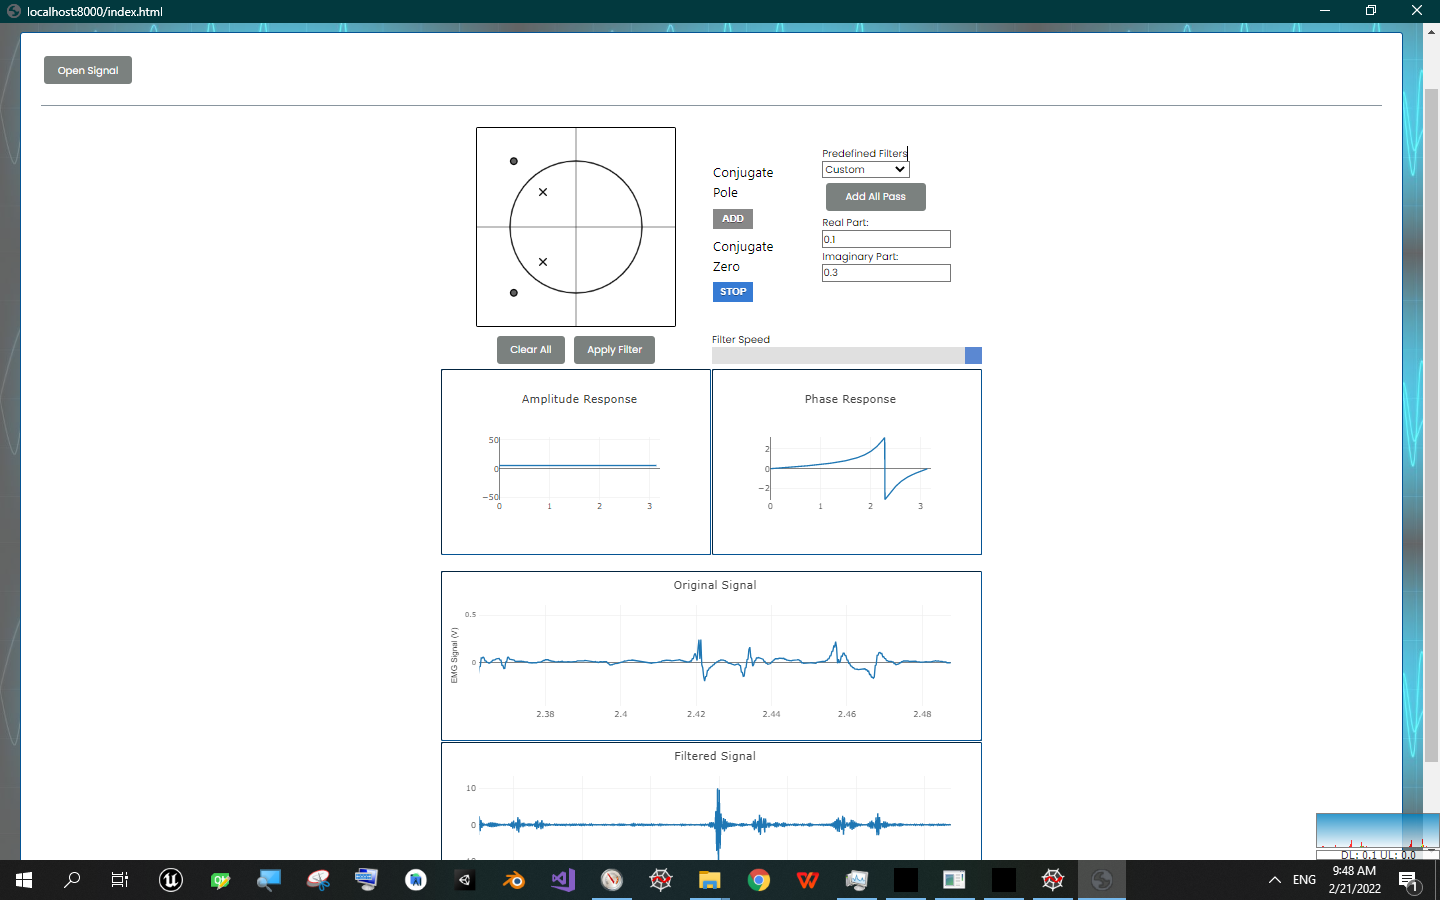 localhost:8000/index.html
Open Signal
Predefined Filters
Custom
Add All Pass
Real Part:
0.1
Imaginary Part:
0.3
Conjugate
Pole
ADD
Conjugate
Zero
STOP
Clear All
Apply Filter
Filter Speed
Amplitude Response
50
0
−50
0 1 2 3
Phase Response
2
0
−2
0 1 2 3
Original Signal
EMG Signal (V)
0.5
0
2.38 2.4 2.42 2.44 2.46 2.48
Filtered Signal
10
0
DL: 0.1 UL: 0.0
ENG
9:48 AM
2/21/2022
1